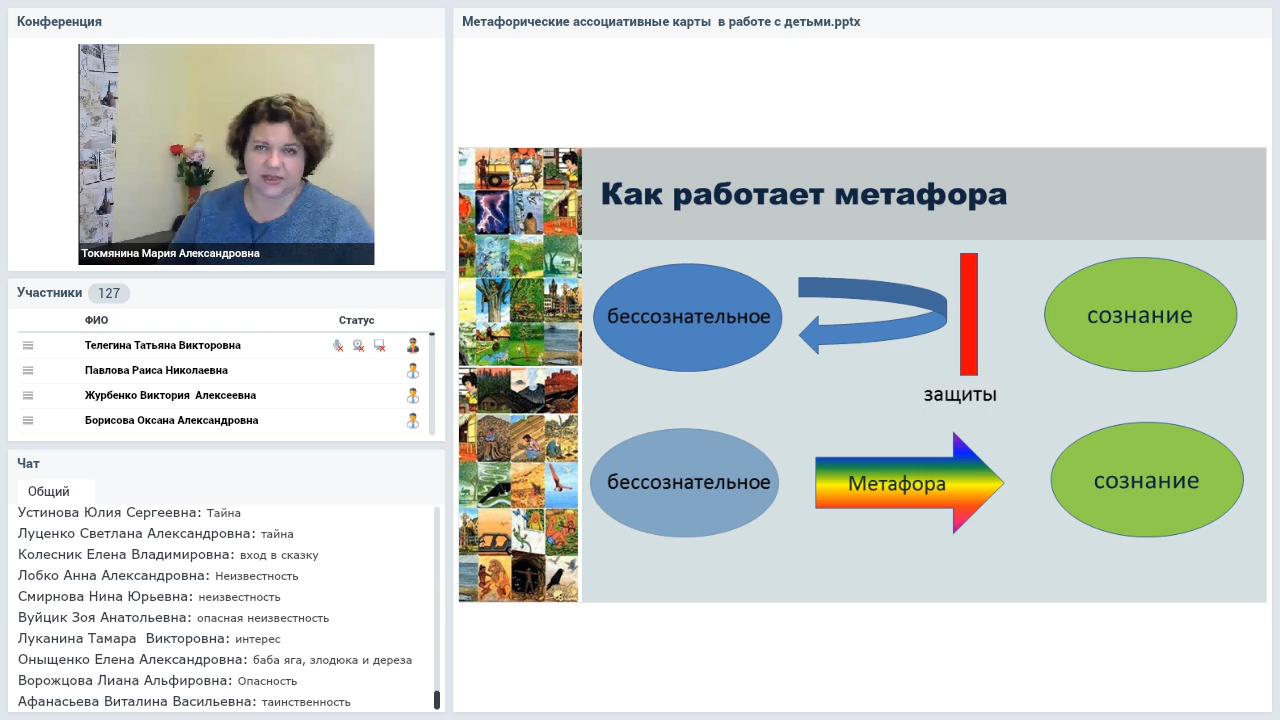 Конференция
Токмянина Мария Александровна
Участники 127
ФИО Статус
Телегина Татьяна Викторовна
Павлова Раиса Николаевна
Журбенко Виктория Алексеевна
Борисова Оксана Александровна
Чат
Общий
Устинова Юлия Сергеевна: Тайна
Луценко Светлана Александровна: тайна
Колесник Елена Владимировна: вход в сказку
Лобко Анна Александровна: Неизвестность
Смирнова Нина Юрьевна: неизвестность
Вуйцик Зоя Анатольевна: опасная неизвестность
Луканина Тамара Викторовна: интерес
Оныщенко Елена Александровна: баба яга, злодюка и дереза
Ворожцова Лиана Альфировна: Опасность
Афанасьева Виталина Васильевна: таинственность
Метафорические ассоциативные карты в работе с детьми.pptx
Как работает метафора
бессознательное
сознание
защиты
бессознательное
Метафора
сознание